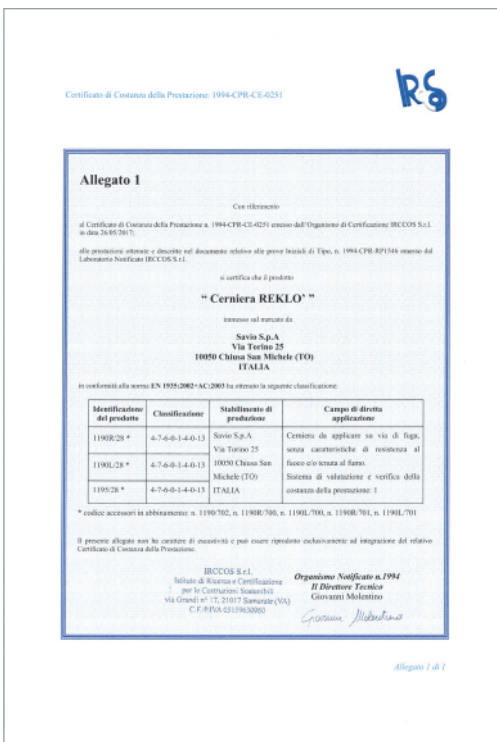 Certificato di Costanza della Prestazione: 1994-CPR-CE-0251
Allegato 1
Con riferimento
al Certificato di Costanza della Prestazione n. 1994-CPR-CE-0251 emesso dall'Organismo di Certificazione IRCCOS S.r.l.
in data 26/05/2017;
alle prestazioni ottenute e descritte nel documento relativo alle prove Iniziali di Tipo, n. 1994-CPR-RP1546 emesso dal
Laboratorio Notificato IRCCOS S.r.l.
si certifica che il prodotto
“ Cerniera REKLO’ ”
immesso sul mercato da
Savio S.p.A
Via Torino 25
10050 Chiusa San Michele (TO)
ITALIA
in conformità alla norma EN 1935:2002+AC:2003 ha ottenuto la seguente classificazione:
Identificazione del prodotto
Classificazione
Stabilimento di produzione
Campo di diretta applicazione
1190R/28 *
4-7-6-0-1-4-0-13
1190L/28 *
4-7-6-0-1-4-0-13
1195/28 *
4-7-6-0-1-4-0-13
Savio S.p.A
Via Torino 25
10050 Chiusa San
Michele (TO)
ITALIA
Cerniera da applicare su via di fuga,
senza caratteristiche di resistenza al
fuoco e/o tenuta al fumo.
Sistema di valutazione e verifica della
costanza della prestazione: 1
* codice accessori in abbinamento: n. 1190/702, n. 1190R/700, n. 1190L/700, n. 1190R/701, n. 1190L/701
Il presente allegato non ha carattere di esaustività e può essere riprodotto esclusivamente ad integrazione del relativo
Certificato di Costanza della Prestazione.
IRCCOS S.r.l.
Istituto di Ricerca e Certificazione
per le Costruzioni Sostenibili
via Grandi n° 17, 21017 Samarate (VA)
C.F./P.IVA 03159630960
Organismo Notificato n.1994
Il Direttore Tecnico
Giovanni Molentino
Giovanni Molentino
Allegato 1 di 1